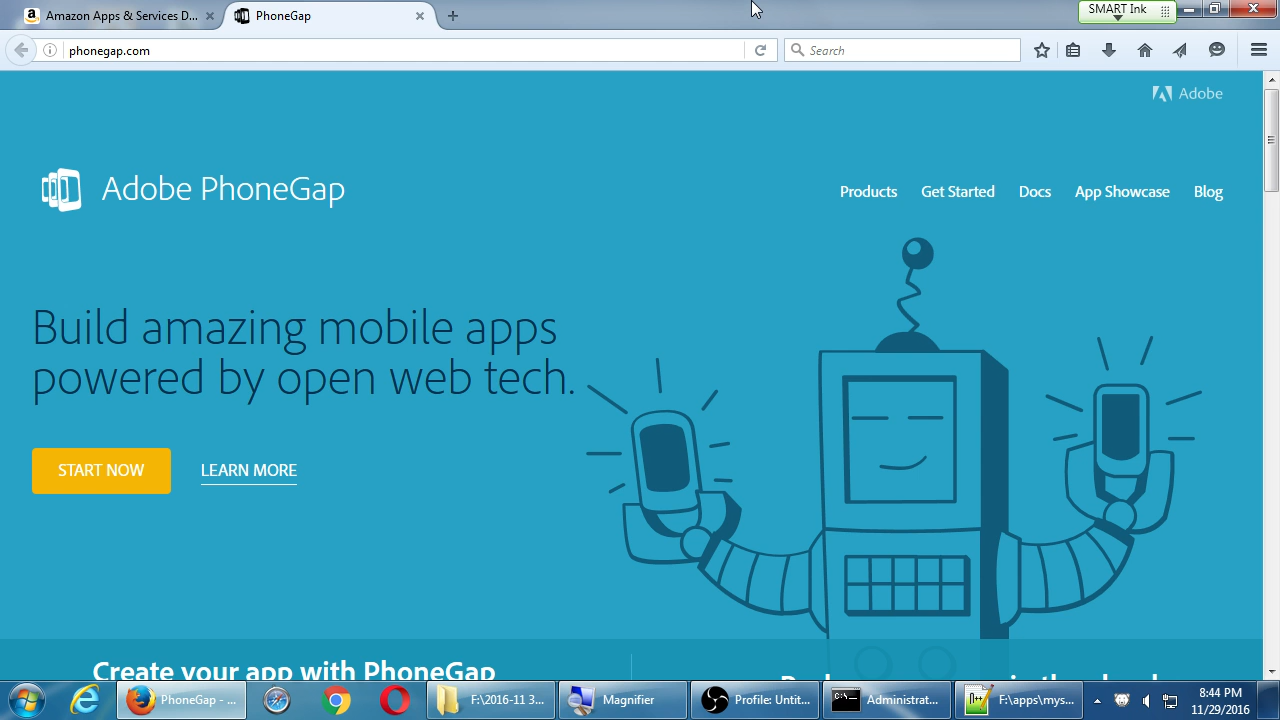 Amazon Apps & Services D...
PhoneGap
SMART Ink
phonegap.com
Search
Adobe
Adobe PhoneGap
Products Get Started Docs App Showcase Blog
Build amazing mobile apps
powered by open web tech.
START NOW LEARN MORE
Create your app with PhoneGap
PhoneGap - ...
F:\2016-11 3...
Magnifier
Profile: Untit...
Administrat...
F:\apps\mys...
8:44 PM
11/29/2016